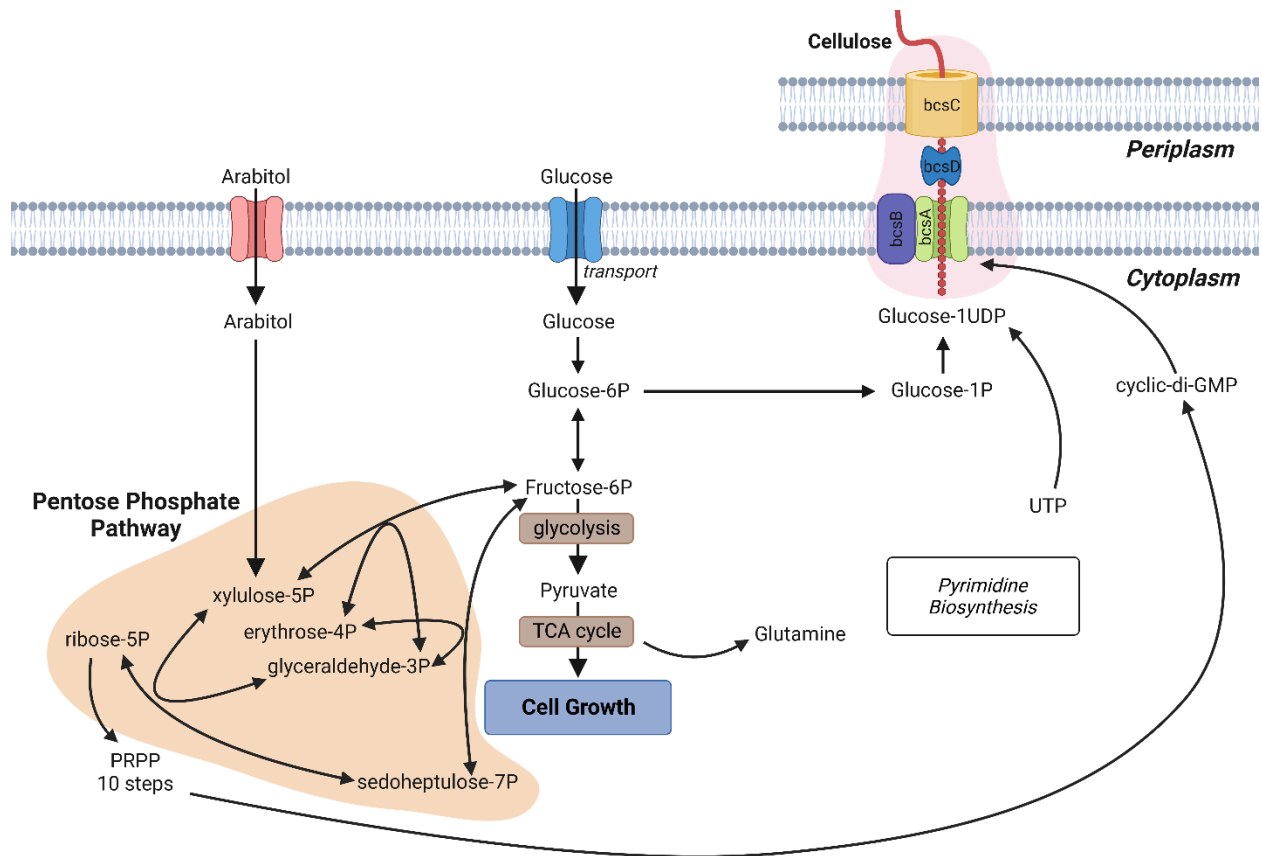 Cellulose
bcsC
Periplasm
bcsD
Arabitol
Glucose
bcsB
bcsA
transport
Cytoplasm
Arabitol
Glucose
Glucose-1UDP
Glucose-6P
Glucose-1P
cyclic-di-GMP
Pentose Phosphate
Pathway
Fructose-6P
UTP
glycolysis
Pyruvate
Pyrimidine
Biosynthesis
xylulose-5P
erythrose-4P
ribose-5P
glyceraldehyde-3P
TCA cycle
Glutamine
Cell Growth
PRPP
10 steps
sedoheptulose-7P